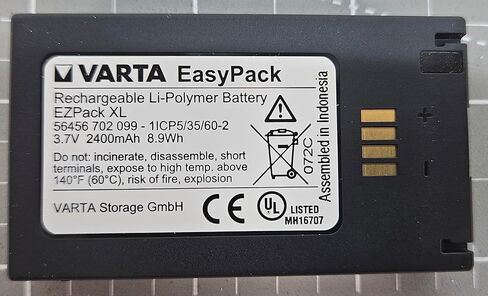 VARTA EasyPack
Rechargeable Li-Polymer Battery
EZPack XL
56456 702 099 - 1ICP5/35/60-2
3.7V 2400mAh 8.9Wh
Do not: incinerate, disassemble, short
terminals, expose to high temp. above
140°F (60°C), risk of fire, explosion
VARTA Storage GmbH
CE
UL
LISTED
MH16707
072C
Assembled in Indonesia
+
-